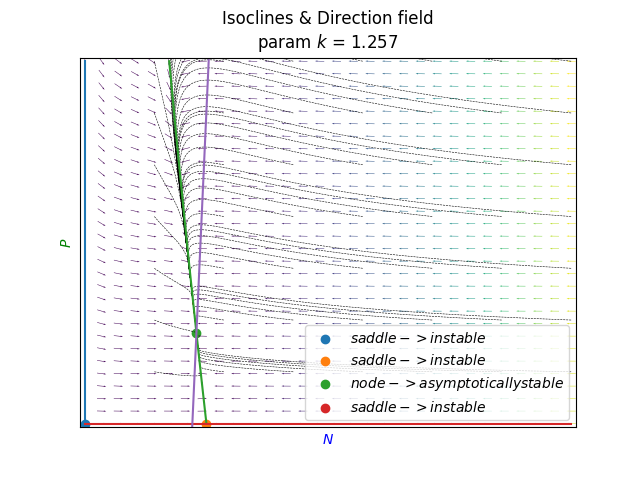 Isoclines & Direction field
param k = 1.257
P
saddle->instable
saddle->instable
node->asymptoticallystable
saddle->instable
N